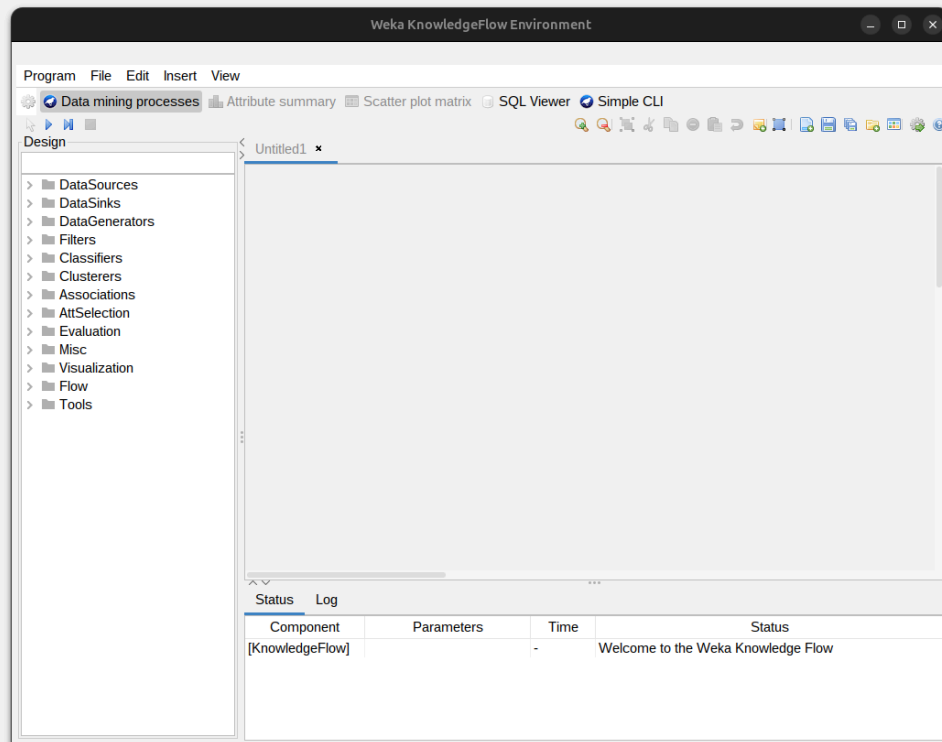 Weka KnowledgeFlow Environment
Program File Edit Insert View
Data mining processes Attribute summary Scatter plot matrix SQL Viewer Simple CLI
Design
Untitled1
DataSources
DataSinks
DataGenerators
Filters
Classifiers
Clusterers
Associations
AttSelection
Evaluation
Misc
Visualization
Flow
Tools
Status Log
Component Parameters Time Status
[KnowledgeFlow] - Welcome to the Weka Knowledge Flow